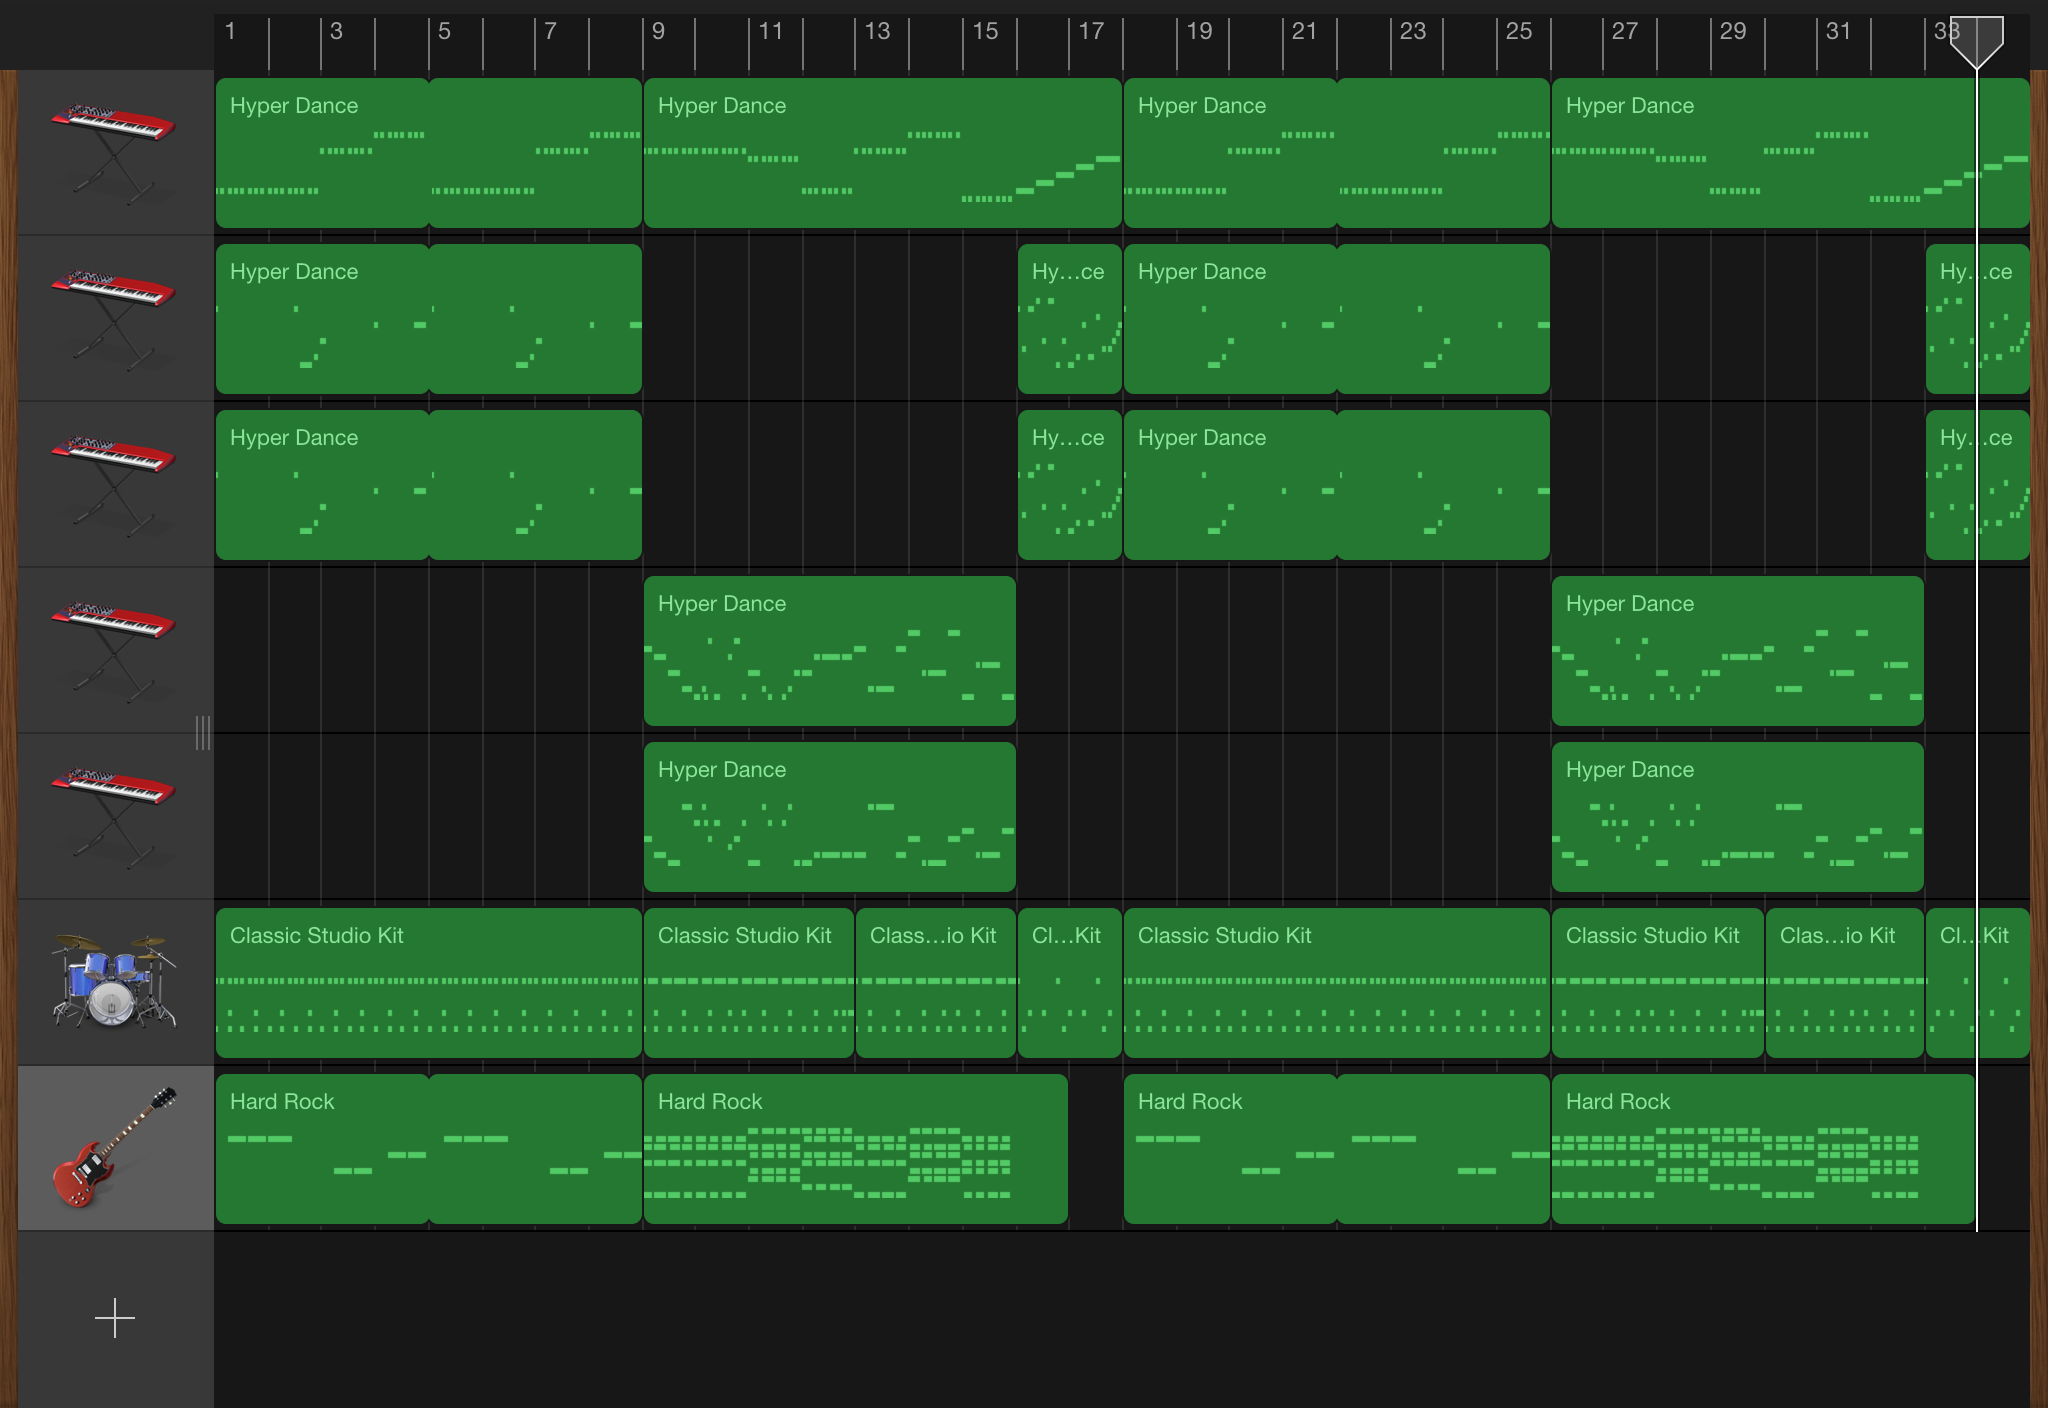 1 3 5 7 9 11 13 15 17 19 21 23 25 27 29 31 33
Hyper Dance Hyper Dance Hyper Dance Hyper Dance
Hyper Dance Hy...ce Hyper Dance Hy...ce
Hyper Dance Hy...ce Hyper Dance Hy...ce
Hyper Dance Hyper Dance
Hyper Dance Hyper Dance
Classic Studio Kit Classic Studio Kit Class...io Kit Cl...Kit Classic Studio Kit Classic Studio Kit Clas...io Kit Cl...Kit
Hard Rock Hard Rock Hard Rock Hard Rock